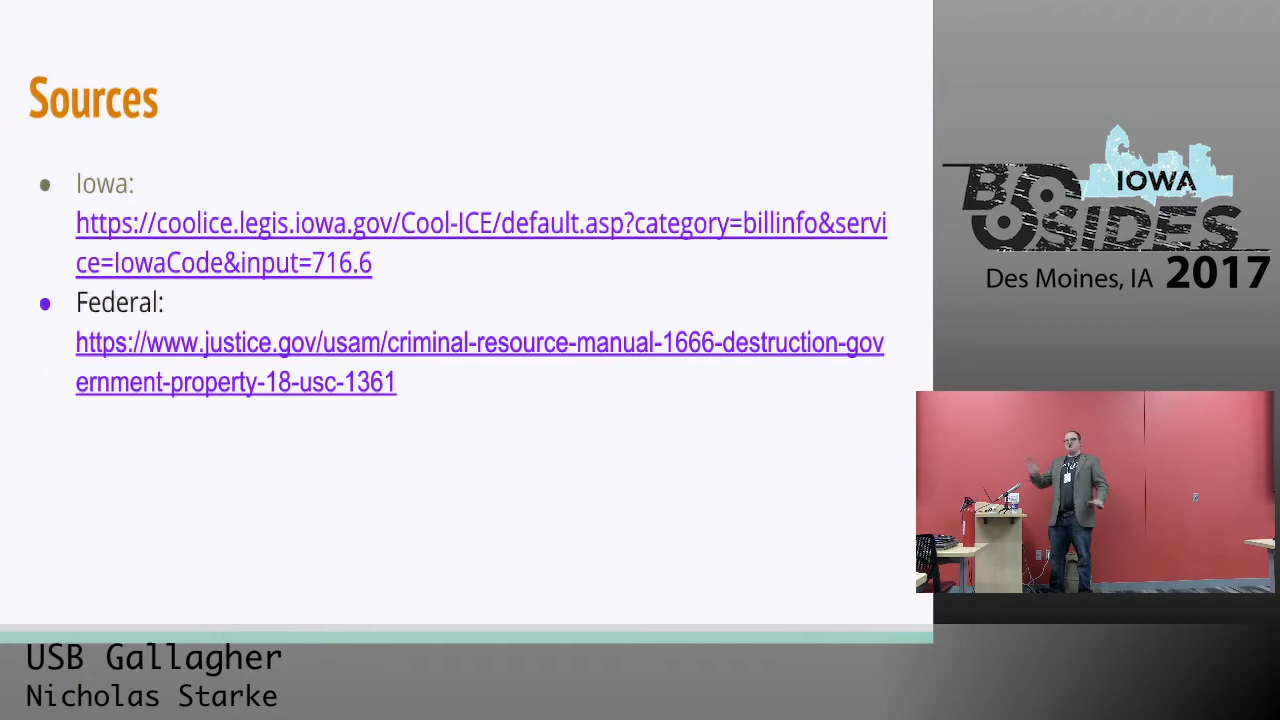 Sources
● Iowa:
https://coolice.legis.iowa.gov/Cool-ICE/default.asp?category=billinfo&servi
ce=IowaCode&input=716.6
● Federal:
https://www.justice.gov/usam/criminal-resource-manual-1666-destruction-gov
ernment-property-18-usc-1361
IOWA
BSIDES
Des Moines, IA 2017
USB Gallagher
Nicholas Starke